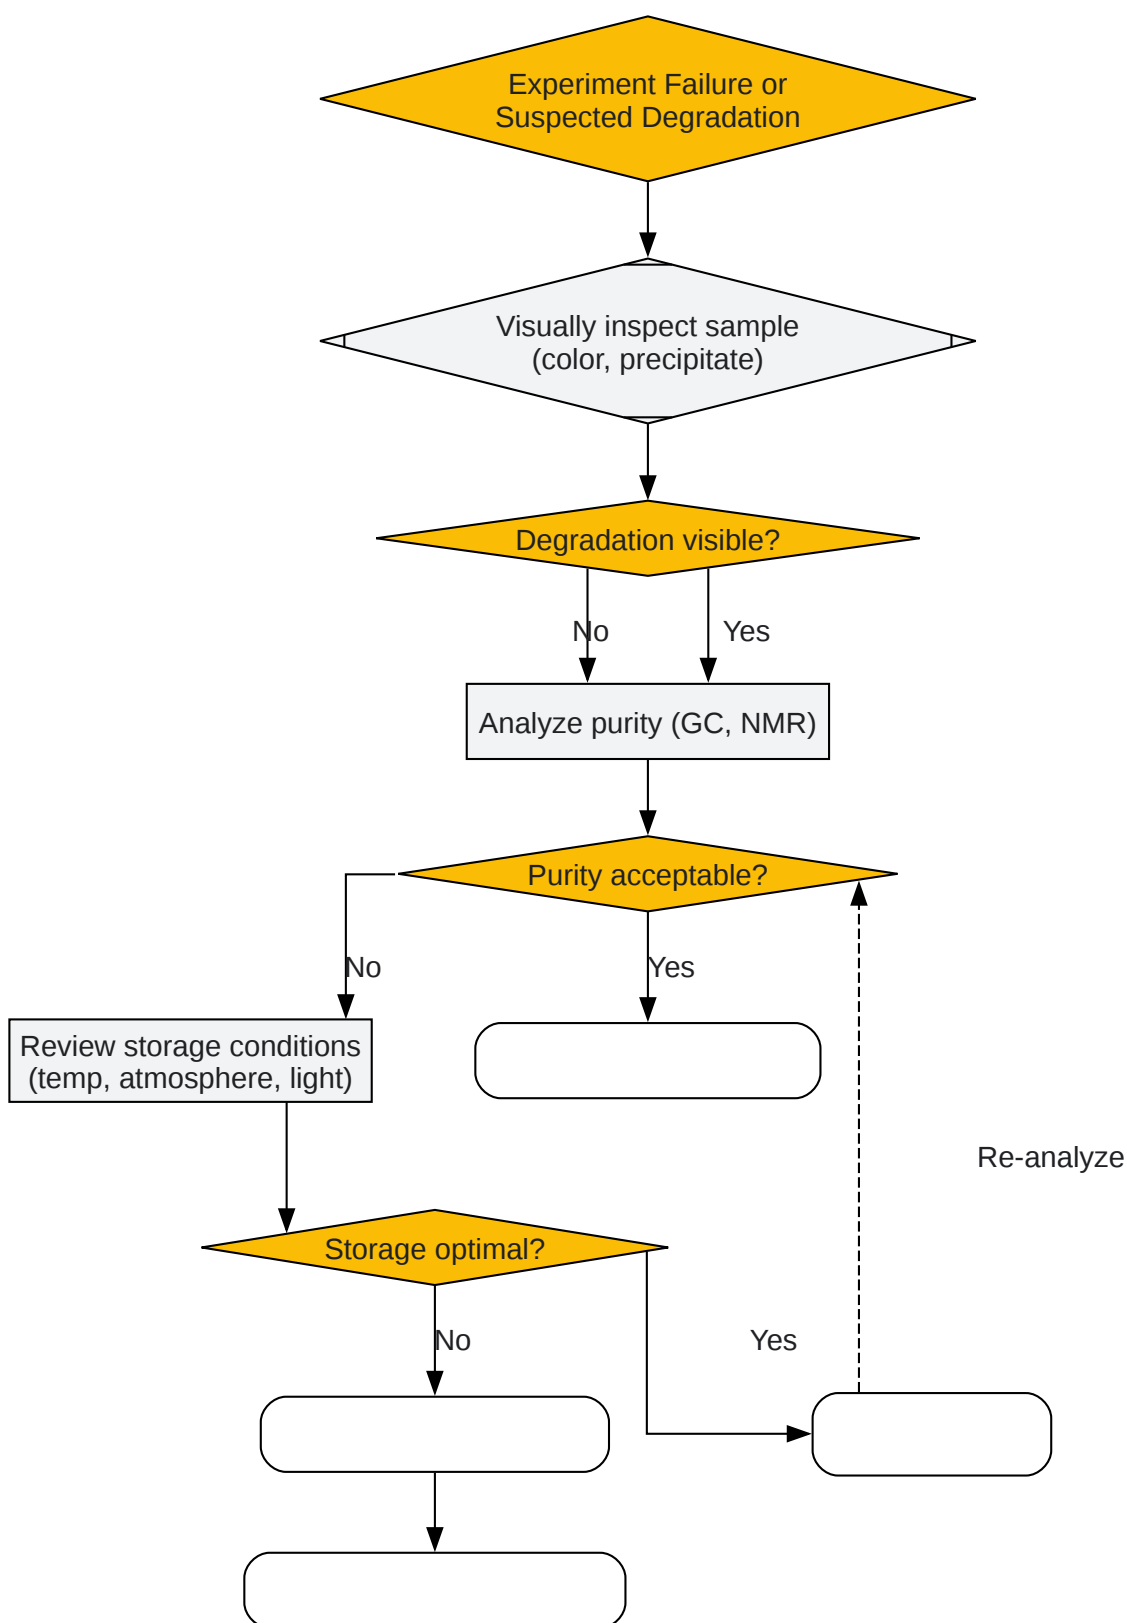 Experiment Failure or
Suspected Degradation
Visually inspect sample
(color, precipitate)
Degradation visible?
No
Yes
Analyze purity (GC, NMR)
Purity acceptable?
No
Yes
Review storage conditions
(temp, atmosphere, light)
Re-analyze
Storage optimal?
No
Yes